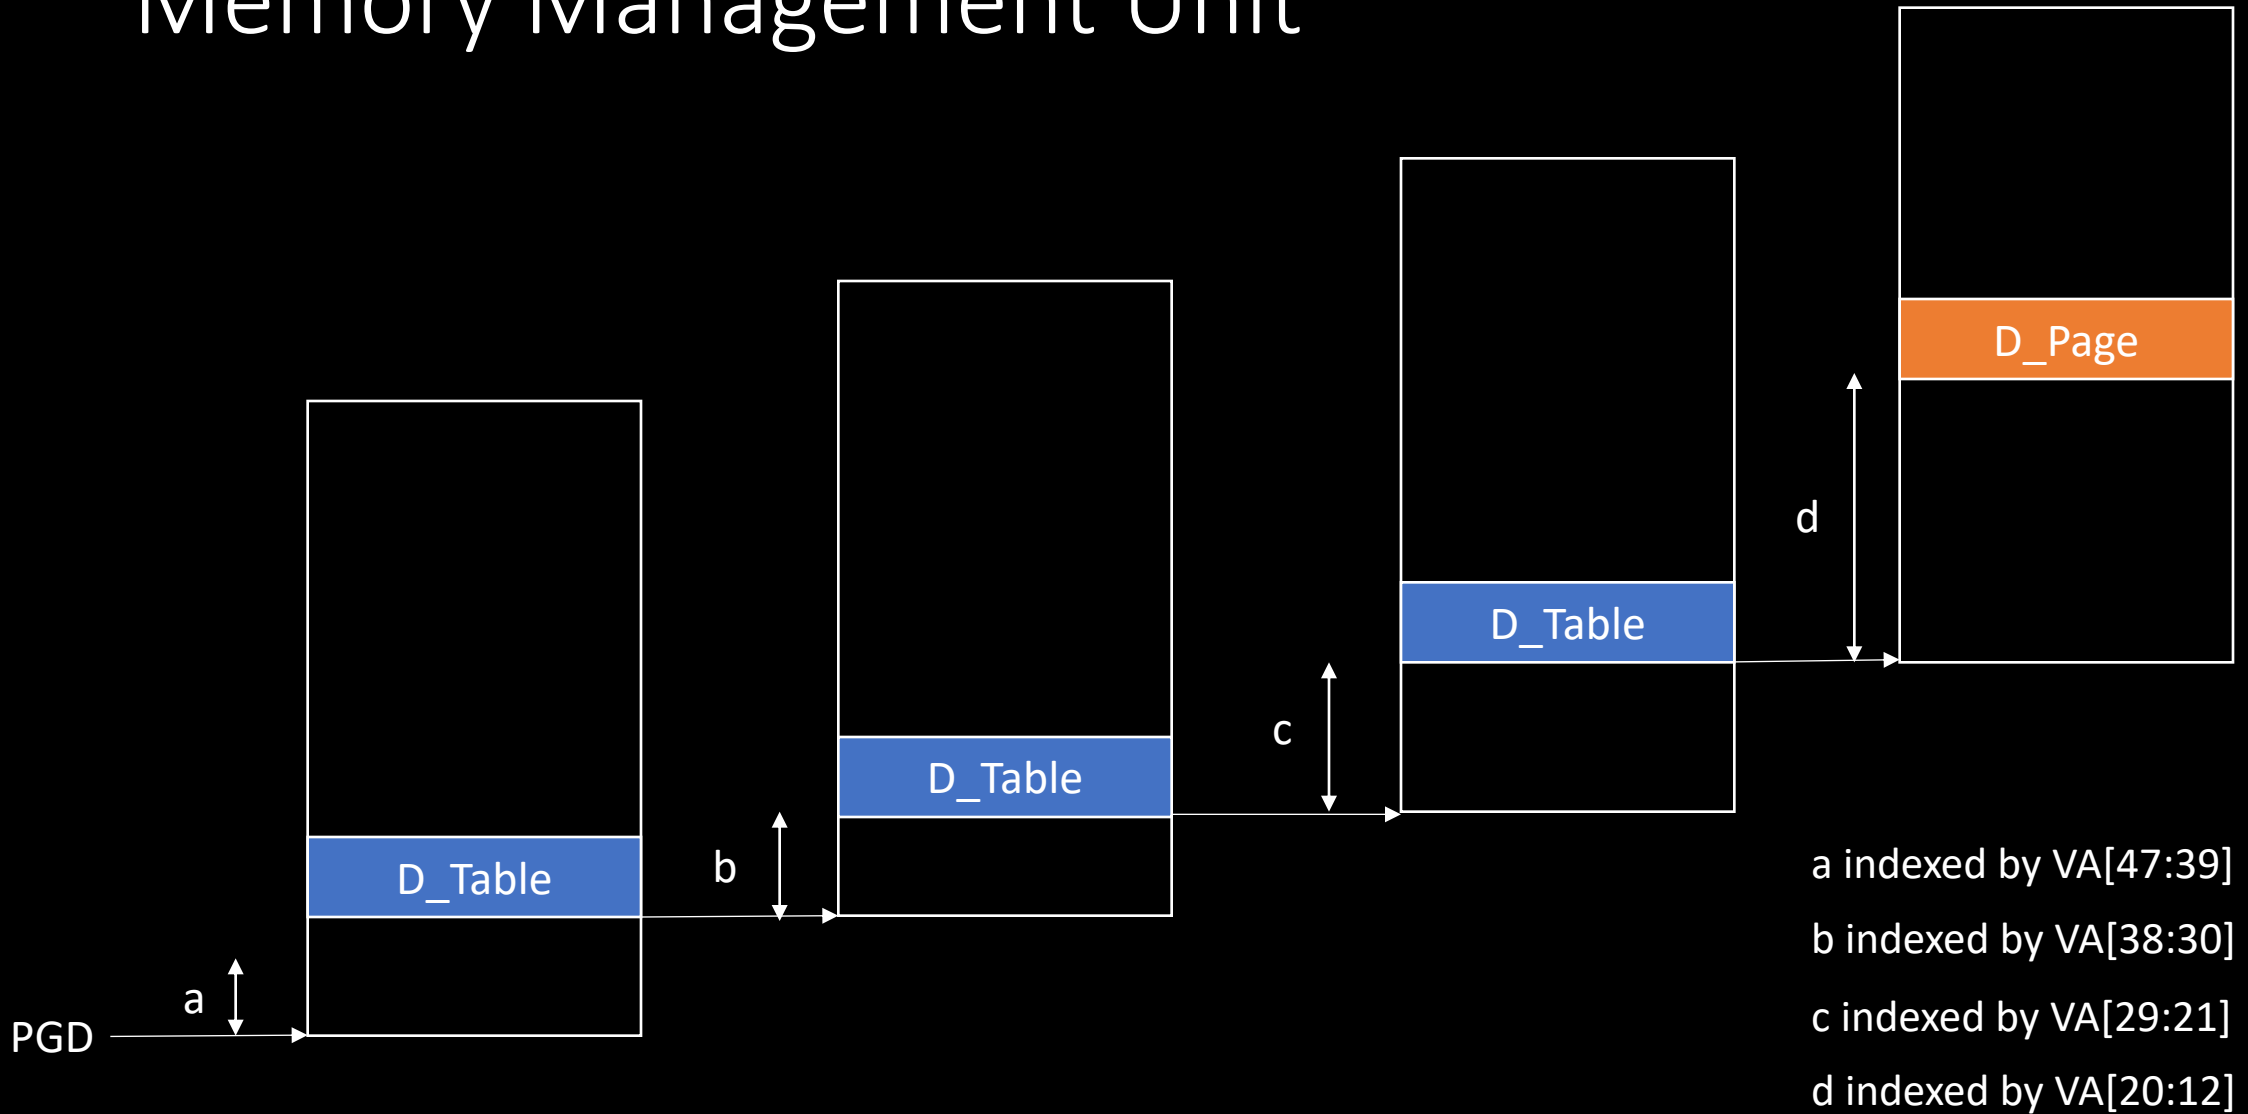 Memory Management Unit
D_Page
D_Table
d
c
D_Table
b
D_Table
a
PGD
a indexed by VA[47:39]
b indexed by VA[38:30]
c indexed by VA[29:21]
d indexed by VA[20:12]